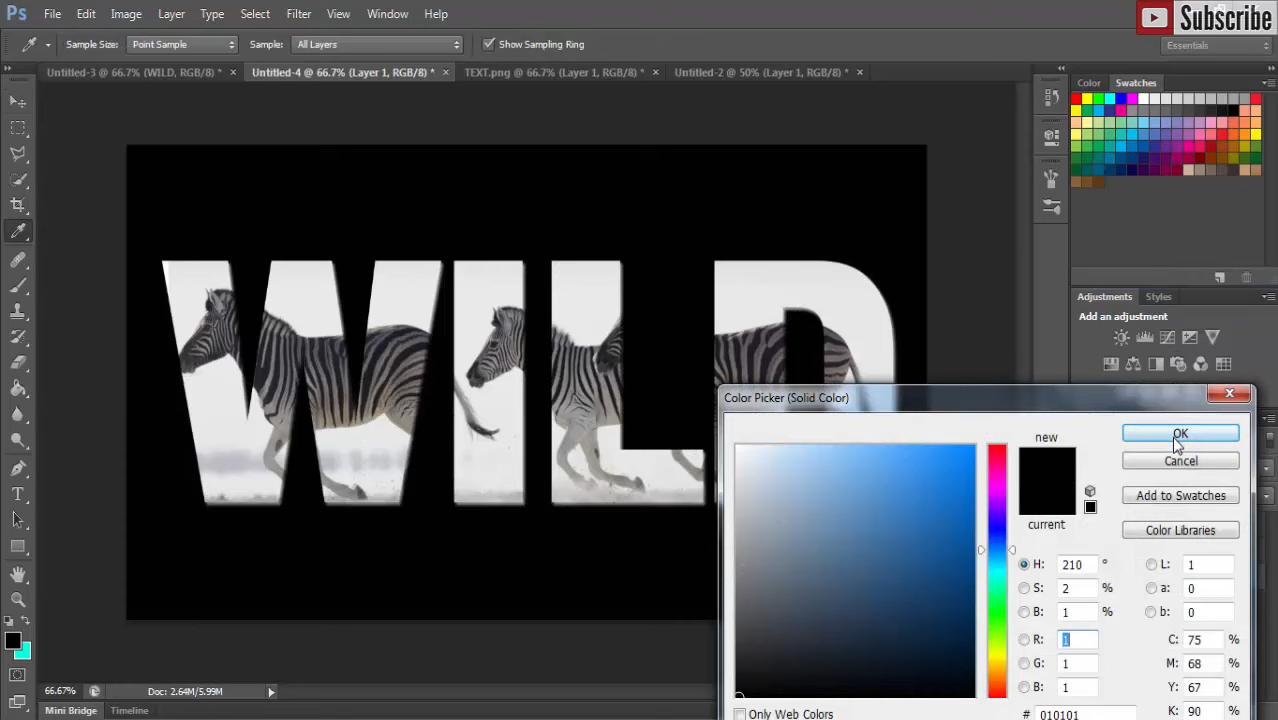 Ps File Edit Image Layer Type Select Filter View Window Help
Subscribe
Sample Size: Point Sample Sample: All Layers Show Sampling Ring
Essentials
Untitled-3 @ 66.7% (WILD, RGB/8) * × Untitled-4 @ 66.7% (Layer 1, RGB/8) * × TEXT.png @ 66.7% (Layer 1, RGB/8) * × Untitled-2 @ 50% (Layer 1, RGB/8) * ×
Color Swatches
WILD
Adjustments Styles
Add an adjustment
Color Picker (Solid Color)
new
OK
Cancel
Add to Swatches
current
Color Libraries
H: 210 ° L: 1
S: 2 % a: 0
B: 1 % b: 0
R: 1 C: 75 %
G: 1 M: 68 %
B: 1 Y: 67 %
# 010101 K: 90 %
Only Web Colors
T
66.67% Doc: 2.64M/5.99M
Mini Bridge Timeline